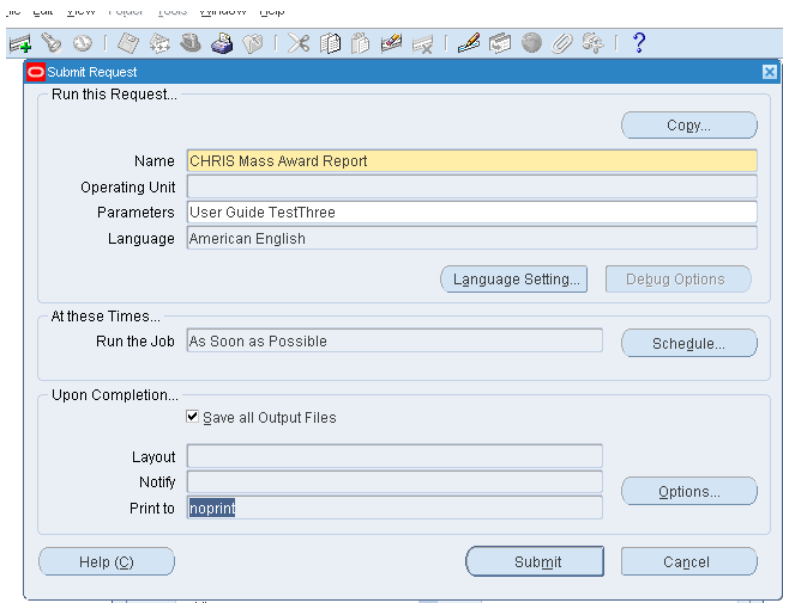 Submit Request
Run this Request...
Copy...
Name CHRIS Mass Award Report
Operating Unit
Parameters User Guide TestThree
Language American English
Language Setting... Debug Options
At these Times...
Run the Job As Soon as Possible Schedule...
Upon Completion...
Save all Output Files
Layout
Notify
Options...
Print to noprint
Help (C) Submit Cancel